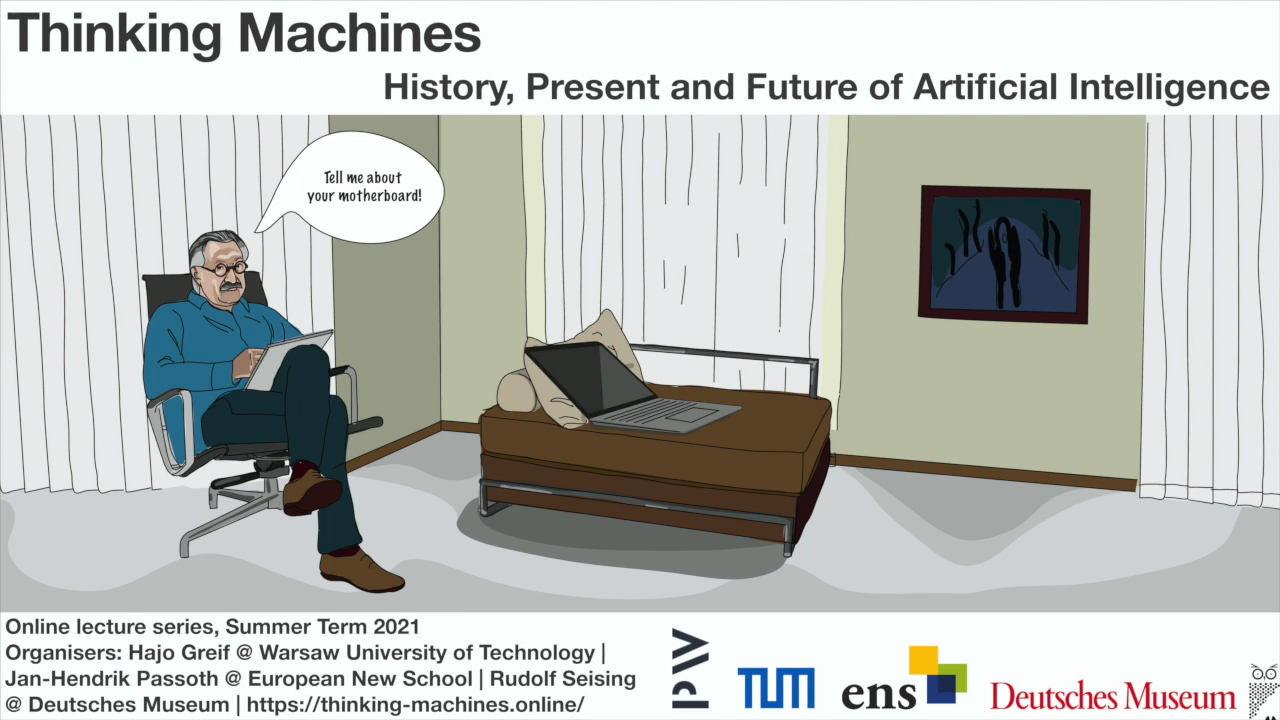 Thinking Machines
History, Present and Future of Artificial Intelligence
Tell me about
your motherboard!
Online lecture series, Summer Term 2021
Organisers: Hajo Greif @ Warsaw University of Technology |
Jan-Hendrik Passoth @ European New School | Rudolf Seising
@ Deutsches Museum | https://thinking-machines.online/
PW
TUM
ens
Deutsches Museum